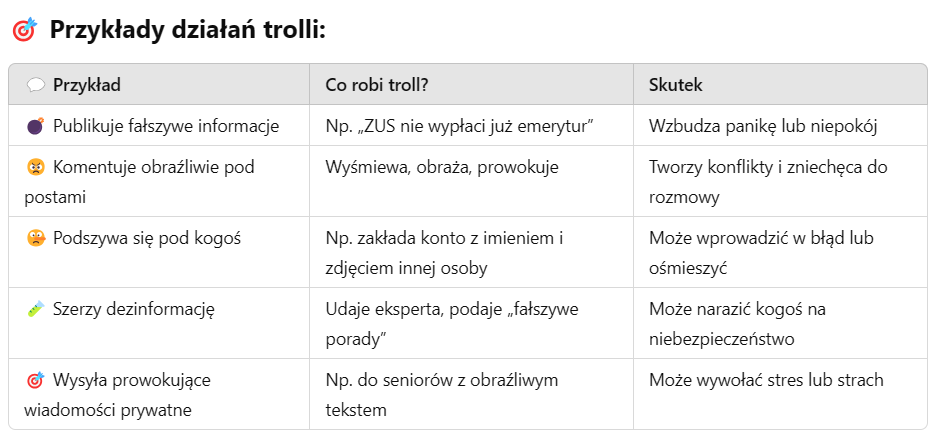 🎯 Przykłady działań trolli:
💬 Przykład Co robi troll? Skutek
💣 Publikuje fałszywe informacje Np. „ZUS nie wypłaci już emerytur” Wzbudza panikę lub niepokój
😡 Komentuje obraźliwie pod Wyśmiewa, obraża, prowokuje Tworzy konflikty i zniechęca do
postami rozmowy
Podszywa się pod kogoś Np. zakłada konto z imieniem i Może wprowadzić w błąd lub
zdjęciem innej osoby ośmieszyć
🧪 Szerzy dezinformację Udaje eksperta, podaje „fałszywe Może narazić kogoś na
porady” niebezpieczeństwo
🎯 Wysyła prowokujące Np. do seniorów z obraźliwym Może wywołać stres lub strach
wiadomości prywatne tekstem